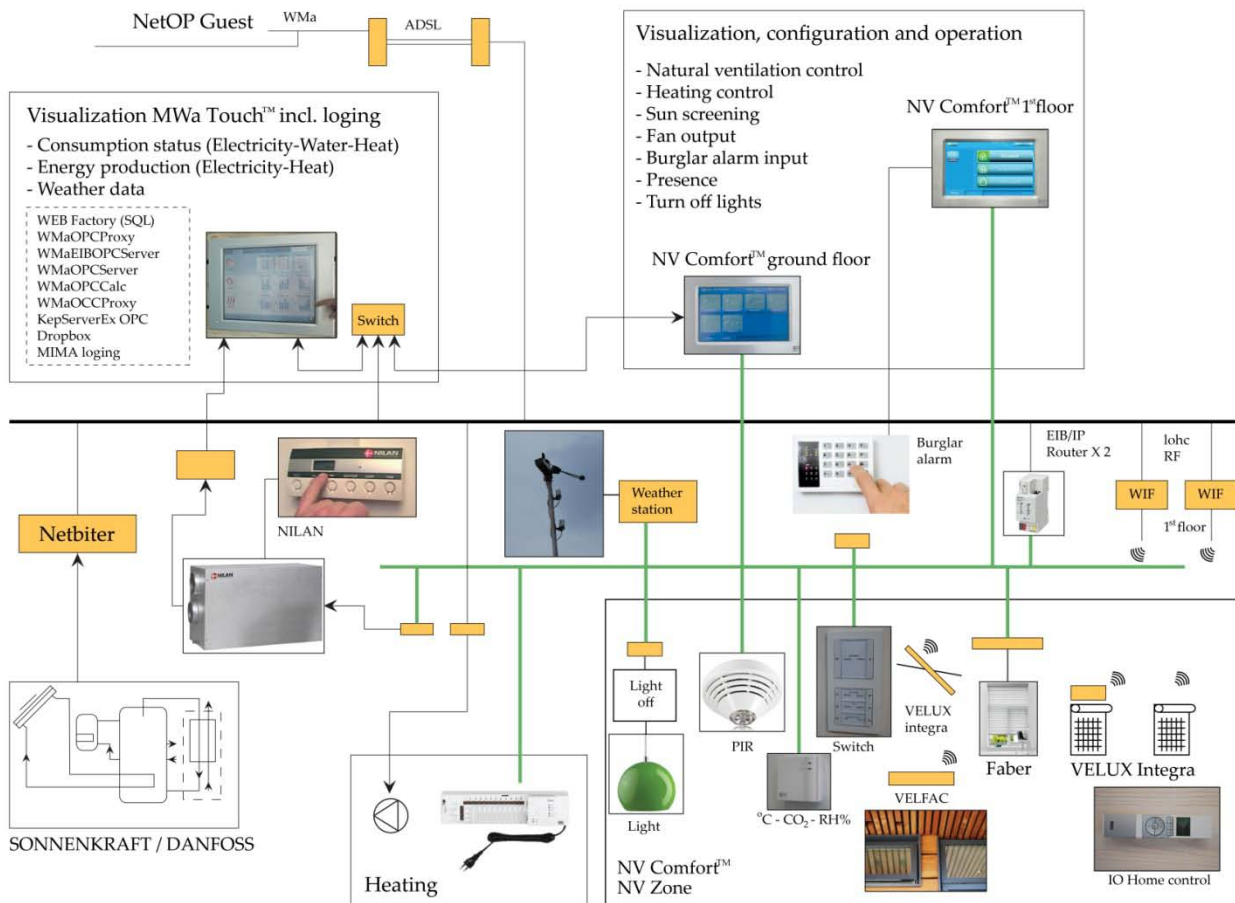 NetOP Guest
WMa
ADSL
Visualization MWa Touch™ incl. loging
- Consumption status (Electricity-Water-Heat)
- Energy production (Electricity-Heat)
- Weather data
WEB Factory (SQL)
WMaOPCProxy
WMaEIBOPCServer
WMaOPCServer
WMaOPCCalc
WMaOCCProxy
KepServerEx OPC
Dropbox
MIMA loging
Switch
Visualization, configuration and operation
- Natural ventilation control
- Heating control
- Sun screening
- Fan output
- Burglar alarm input
- Presence
- Turn off lights
NV Comfort™ 1st floor
NV Comfort™ ground floor
Netbiter
NILAN
NILAN
NILAN
Weather
station
Burglar
alarm
EIB/IP
Router X 2
lohc
RF
WIF
WIF
1st floor
SONNENKRAFT / DANFOSS
Heating
Light
off
Light
PIR
°C - CO₂ - RH%
Switch
VELUX
integra
VELFAC
Faber
VELUX Integra
IO Home control
NV Comfort™
NV Zone